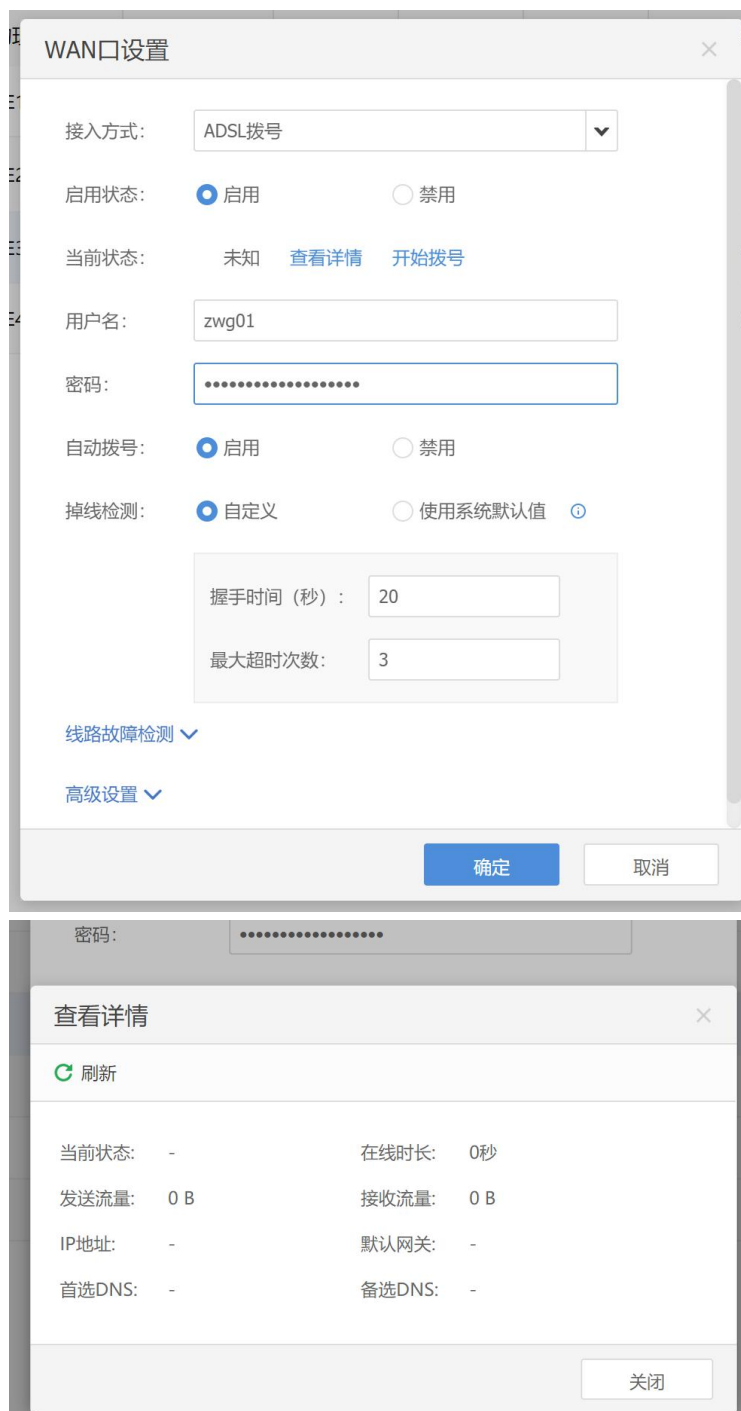 WAN口设置
接入方式: ADSL拨号
启用状态: 启用 禁用
当前状态: 未知 查看详情 开始拨号
用户名: zwg01
密码: •••••••••••••••••••
自动拨号: 启用 禁用
掉线检测: 自定义 使用系统默认值
握手时间（秒）: 20
最大超时次数: 3
线路故障检测
高级设置
确定 取消
密码: ••••••••••••••••••
查看详情
刷新
当前状态: - 在线时长: 0秒
发送流量: 0 B 接收流量: 0 B
IP地址: - 默认网关: -
首选DNS: - 备选DNS: -
关闭